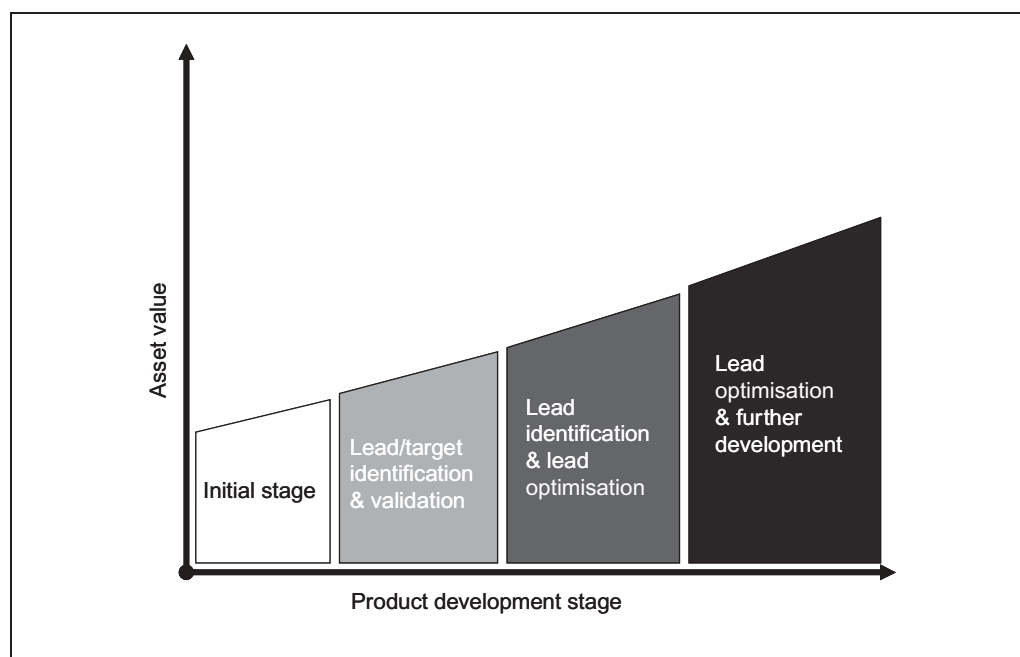 Asset value
Initial stage
Lead/target
identification
& validation
Lead
identification
& lead
optimisation
Lead
optimisation
& further
development
Product development stage